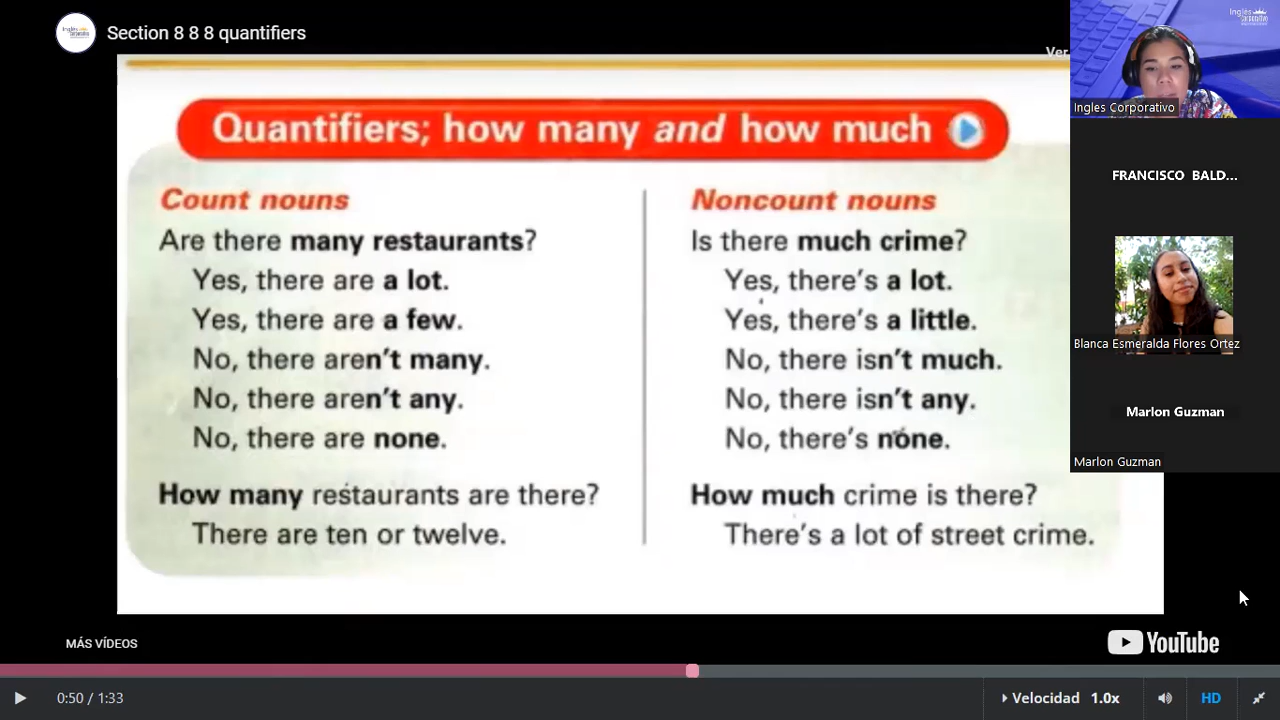 Section 8 8 8 quantifiers
Ver
Quantifiers; how many and how much
Count nouns
Are there many restaurants?
Yes, there are a lot.
Yes, there are a few.
No, there aren't many.
No, there aren't any.
No, there are none.
How many restaurants are there?
There are ten or twelve.
Noncount nouns
Is there much crime?
Yes, there's a lot.
Yes, there's a little.
No, there isn't much.
No, there isn't any.
No, there's none.
How much crime is there?
There's a lot of street crime.
Ingles Corporativo
FRANCISCO BALD...
Blanca Esmeralda Flores Ortez
Marlon Guzman
Marlon Guzman
MÁS VÍDEOS
YouTube
0:50 / 1:33
Velocidad 1.0x
HD